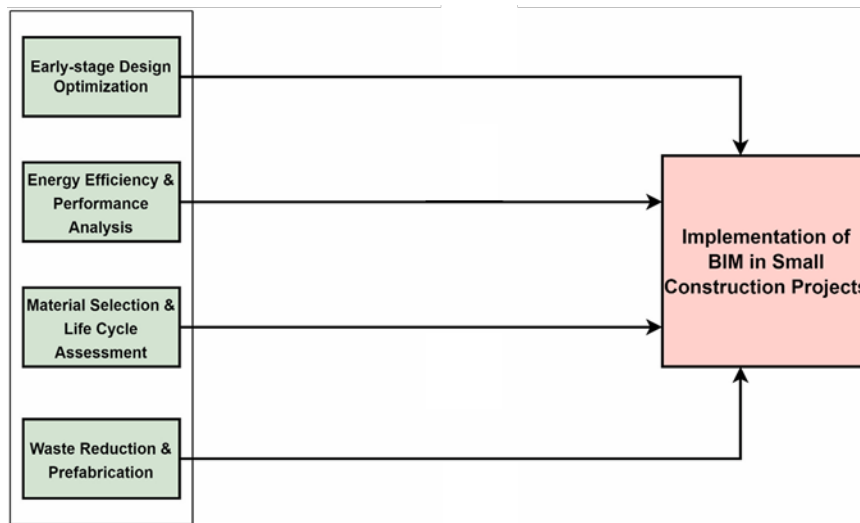 Early-stage Design
Optimization
Energy Efficiency &
Performance
Analysis
Material Selection &
Life Cycle
Assessment
Waste Reduction &
Prefabrication
Implementation of
BIM in Small
Construction Projects